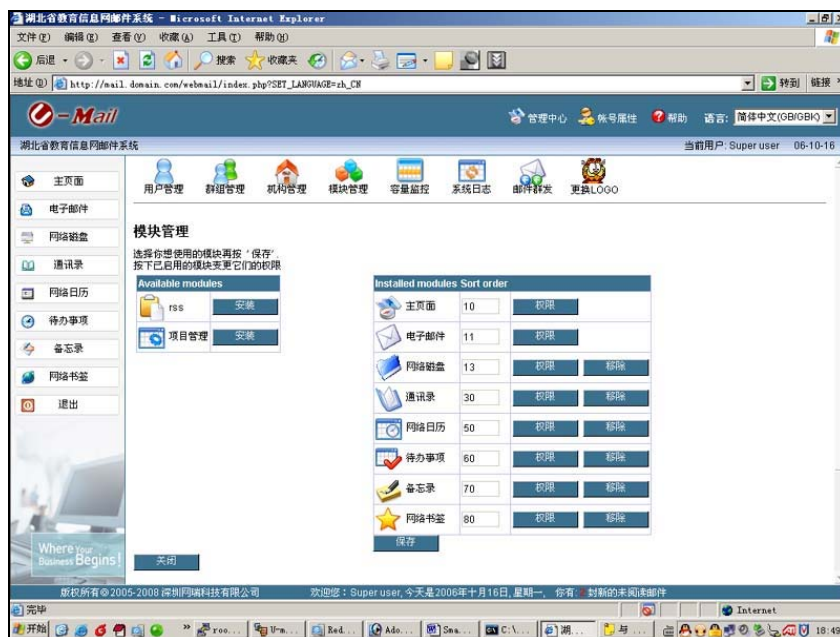 湖北省教育信息网邮件系统 - Microsoft Internet Explorer
文件(F) 编辑(E) 查看(V) 收藏(A) 工具(T) 帮助(H)
后退 搜索 收藏夹
地址(D) http://mail.domain.com/webmail/index.php?SET_LANGUAGE=zh_CN 转到 链接
U-Mail 管理中心 帐号属性 帮助 语言: 简体中文(GB/GBK)
湖北省教育信息网邮件系统 当前用户: Super user 06-10-16
用户管理 群组管理 机构管理 模块管理 容量监控 系统日志 邮件群发 更换LOGO
主页面
电子邮件
网络磁盘
通讯录
网络日历
待办事项
备忘录
网络书签
退出
Where Your
Business Begins!
模块管理
选择你想使用的模块再按 '保存'.
按下已启用的模块变更它们的权限
Available modules
rss 安装
项目管理 安装
Installed modules Sort order
主页面 10 权限
电子邮件 11 权限
网络磁盘 13 权限 移除
通讯录 30 权限 移除
网络日历 50 权限 移除
待办事项 60 权限 移除
备忘录 70 权限 移除
网络书签 80 权限 移除
保存
关闭
版权所有©2005-2008 深圳网瑞科技有限公司 欢迎您：Super user, 今天是2006年十月16日, 星期一, 你有: 2 封新的未阅读邮件
完毕 Internet
开始 » roo... U-m... Red... Ado... Sma... C:\... 湖... 与 ...